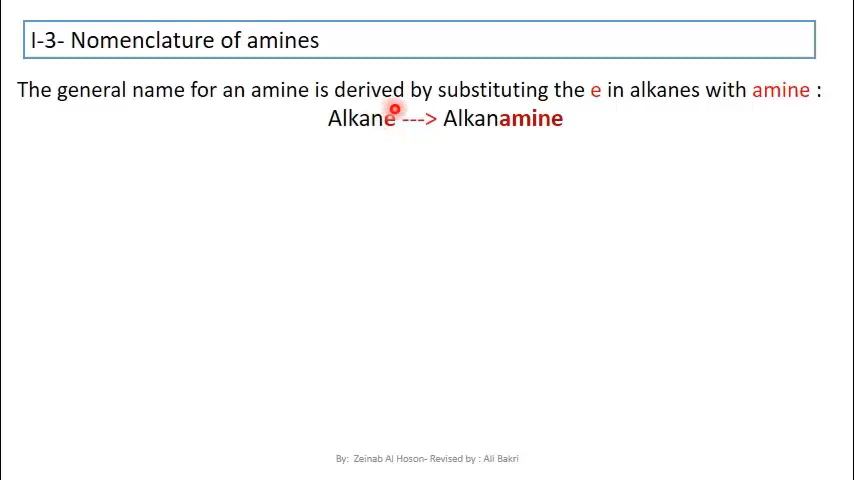 I-3- Nomenclature of amines
The general name for an amine is derived by substituting the e in alkanes with amine :
Alkane ---> Alkanamine
By: Zeinab Al Hoson- Revised by : Ali Bakri